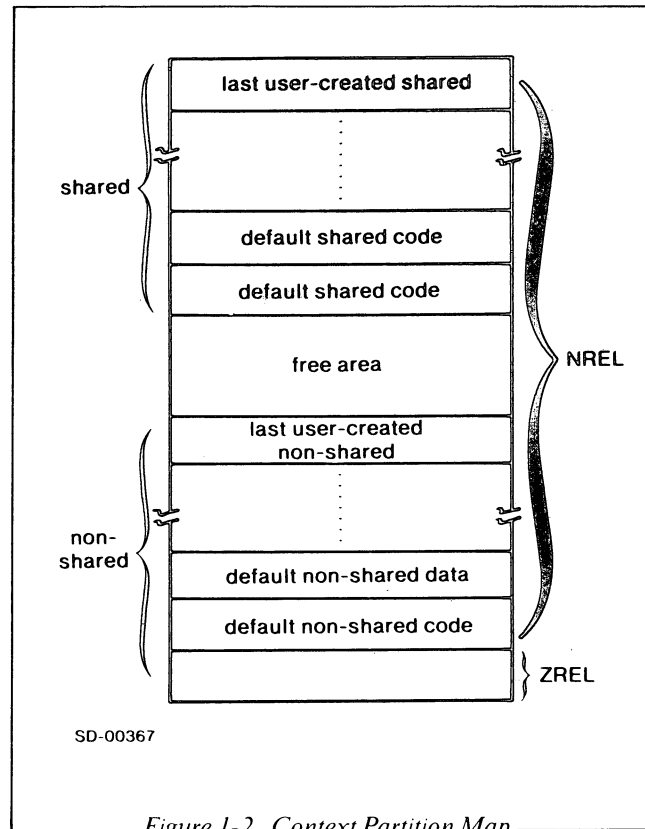 last user-created shared
shared
default shared code
default shared code
free area
NREL
last user-created
non-shared
non-
shared
default non-shared data
default non-shared code
ZREL
SD-00367
Figure 1-2. Context Partition Map